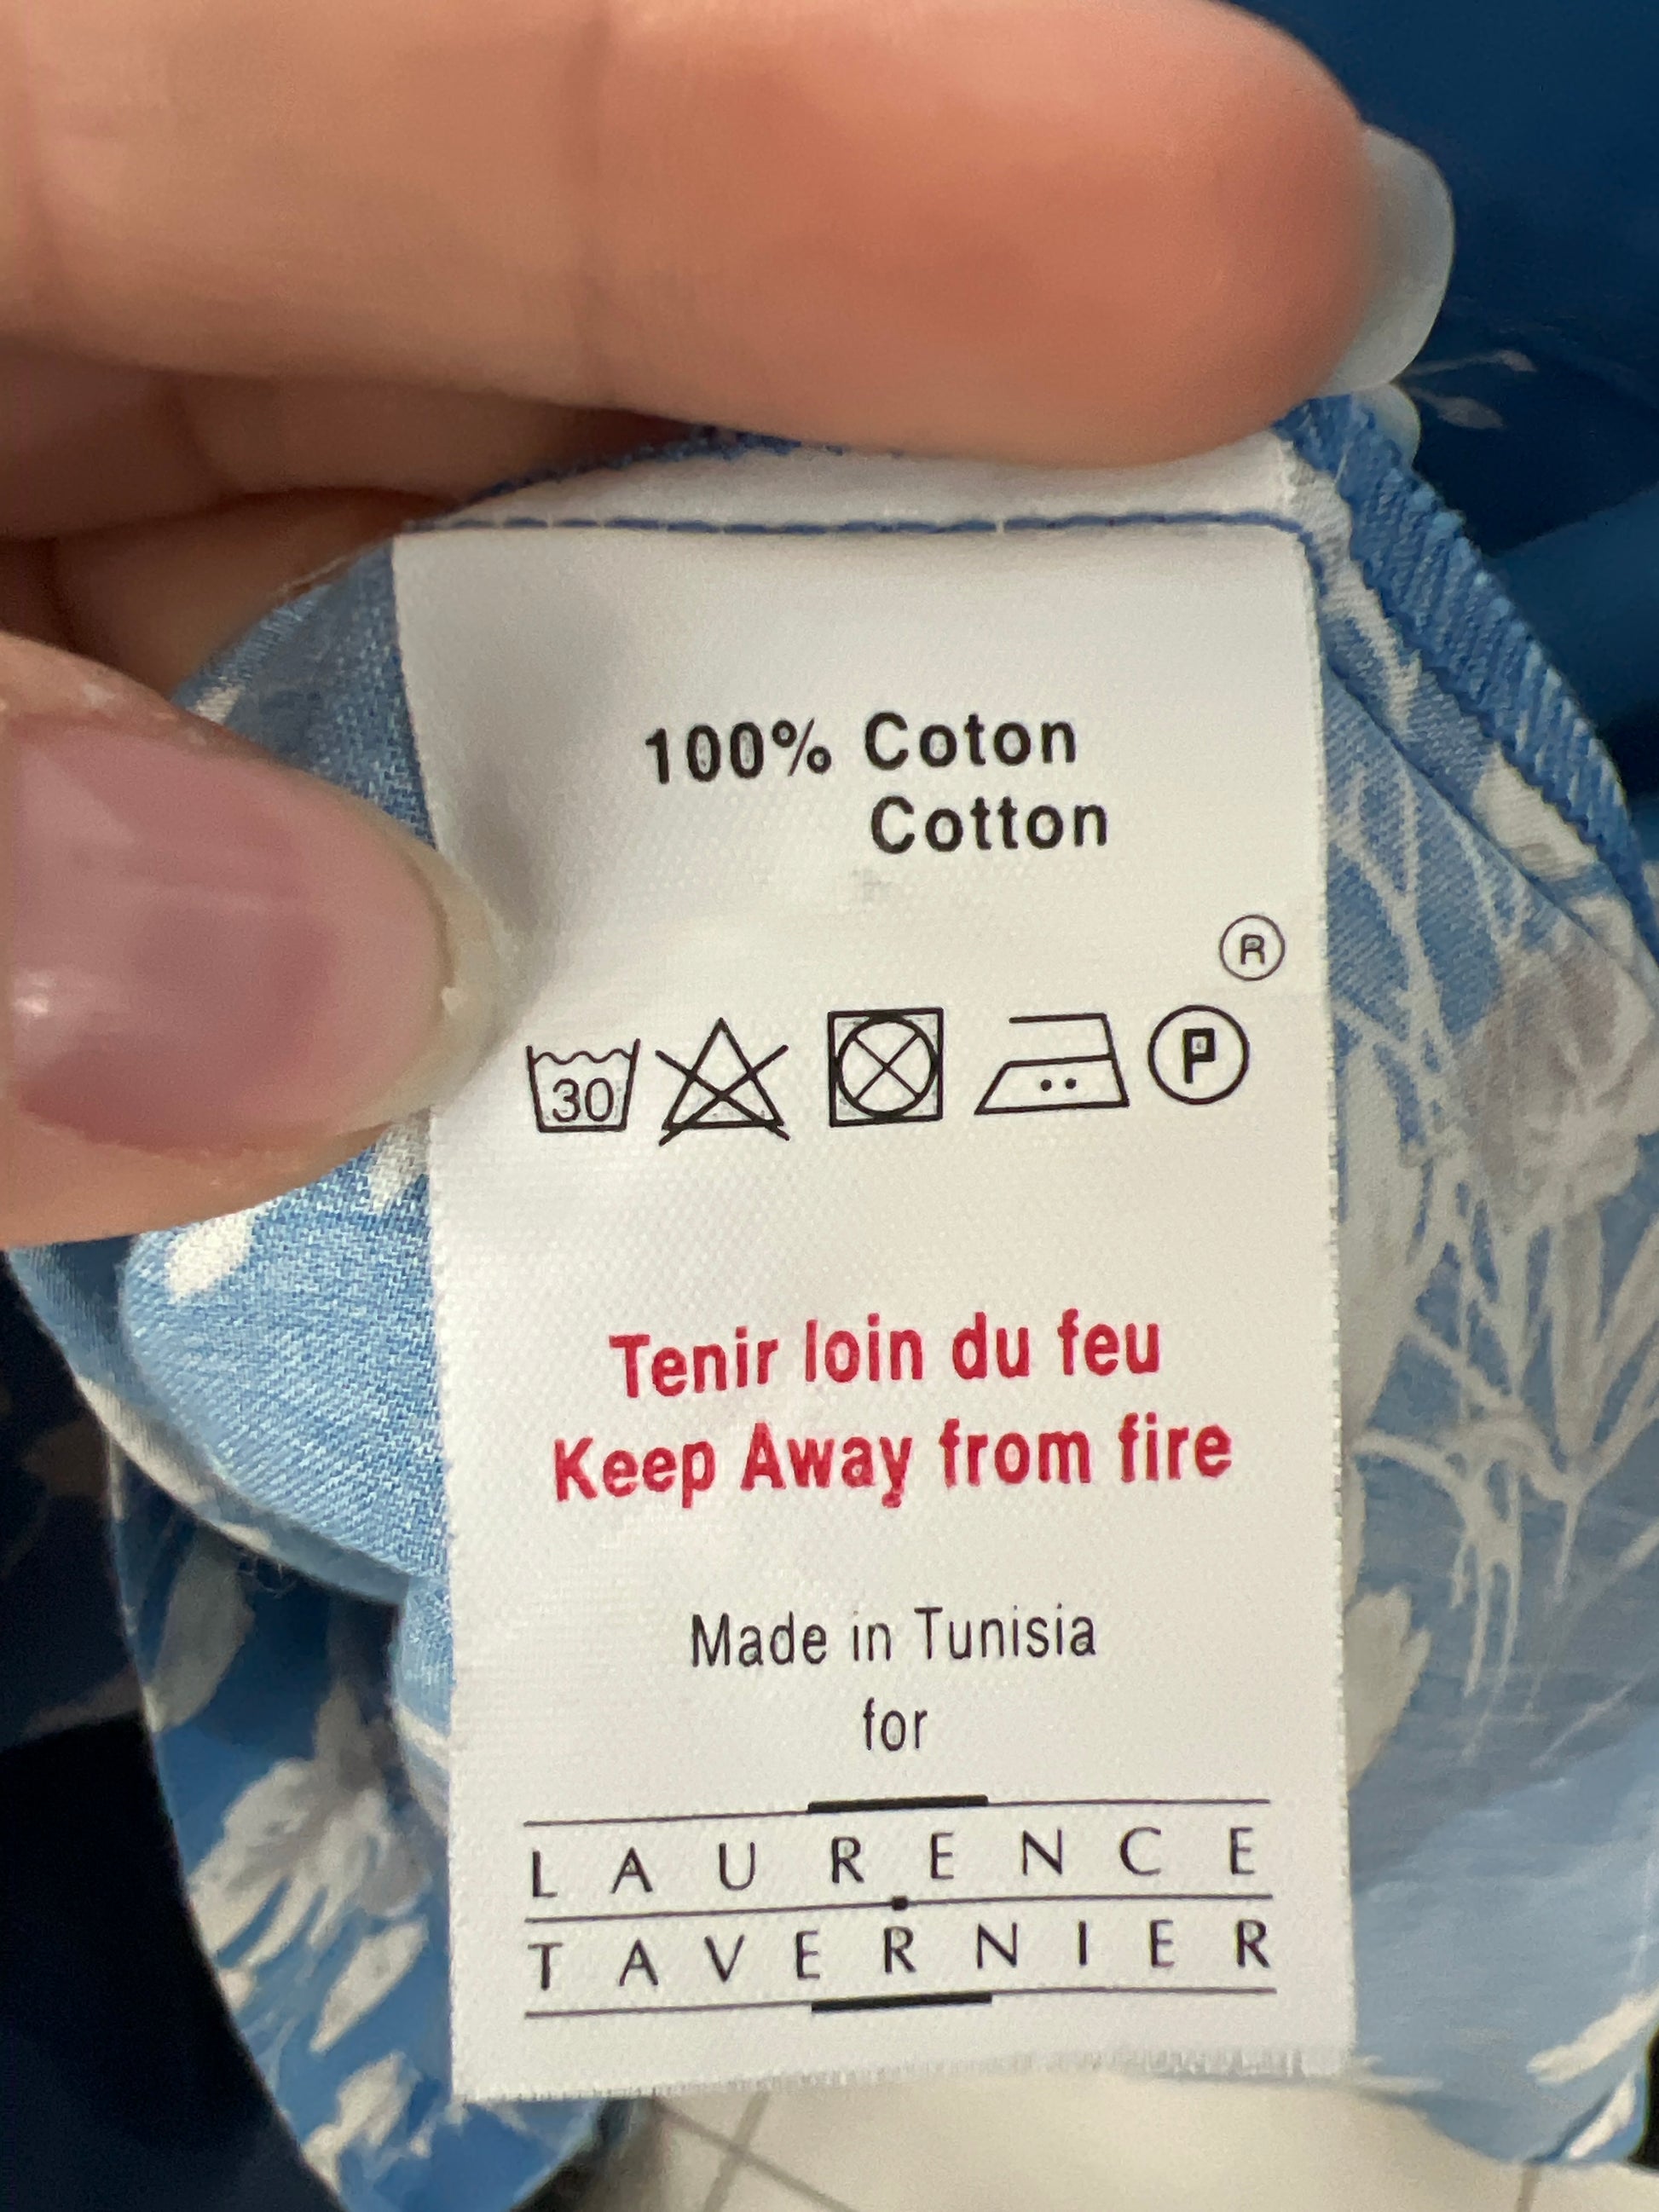 100% Coton
Cotton
®
30 P
Tenir loin du feu
Keep Away from fire
Made in Tunisia
for
LAURENCE
TAVERNIER